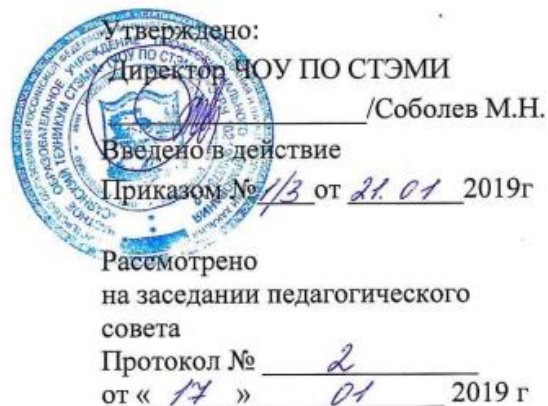 Утверждено:
Директор ЧОУ ПО СТЭМИ
/Соболев М.Н.
Введено в действие
Приказом № 1/3 от 21.01 2019г
Рассмотрено
на заседании педагогического
совета
Протокол № 2
от « 17 » 01 2019 г